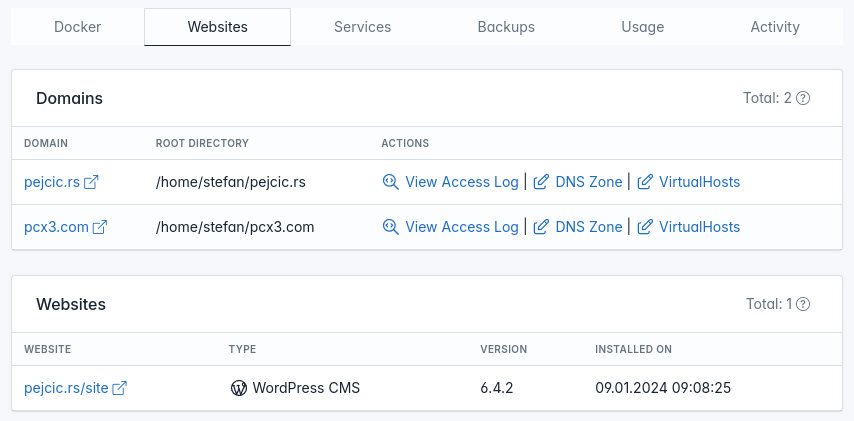 Docker Websites Services Backups Usage Activity
Domains Total: 2
DOMAIN ROOT DIRECTORY ACTIONS
pejcic.rs /home/stefan/pejcic.rs View Access Log | DNS Zone | VirtualHosts
pcx3.com /home/stefan/pcx3.com View Access Log | DNS Zone | VirtualHosts
Websites Total: 1
WEBSITE TYPE VERSION INSTALLED ON
pejcic.rs/site WordPress CMS 6.4.2 09.01.2024 09:08:25